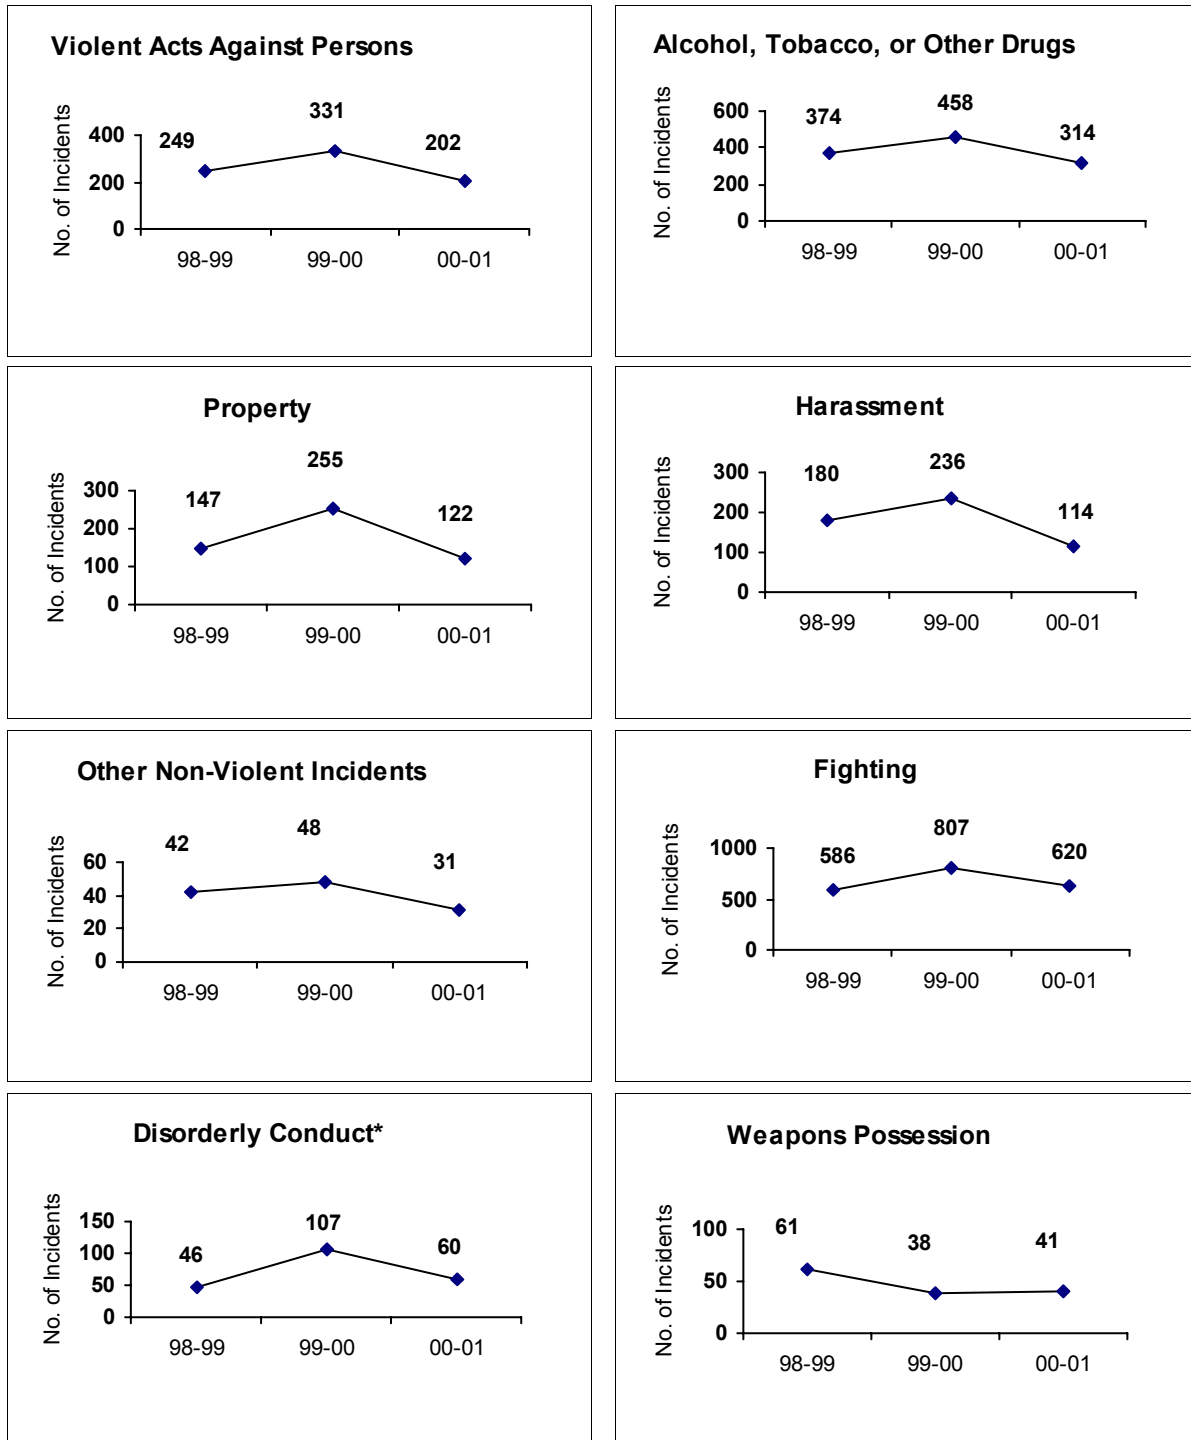 Violent Acts Against Persons
No. of Incidents
400
200
0
249
331
202
98-99 99-00 00-01
Alcohol, Tobacco, or Other Drugs
No. of Incidents
600
400
200
0
374
458
314
98-99 99-00 00-01
Property
No. of Incidents
300
200
100
0
147
255
122
98-99 99-00 00-01
Harassment
No. of Incidents
300
200
100
0
180
236
114
98-99 99-00 00-01
Other Non-Violent Incidents
No. of Incidents
60
40
20
0
42
48
31
98-99 99-00 00-01
Fighting
No. of Incidents
1000
500
0
586
807
620
98-99 99-00 00-01
Disorderly Conduct*
No. of Incidents
150
100
50
0
46
107
60
98-99 99-00 00-01
Weapons Possession
No. of Incidents
100
50
0
61
38
41
98-99 99-00 00-01